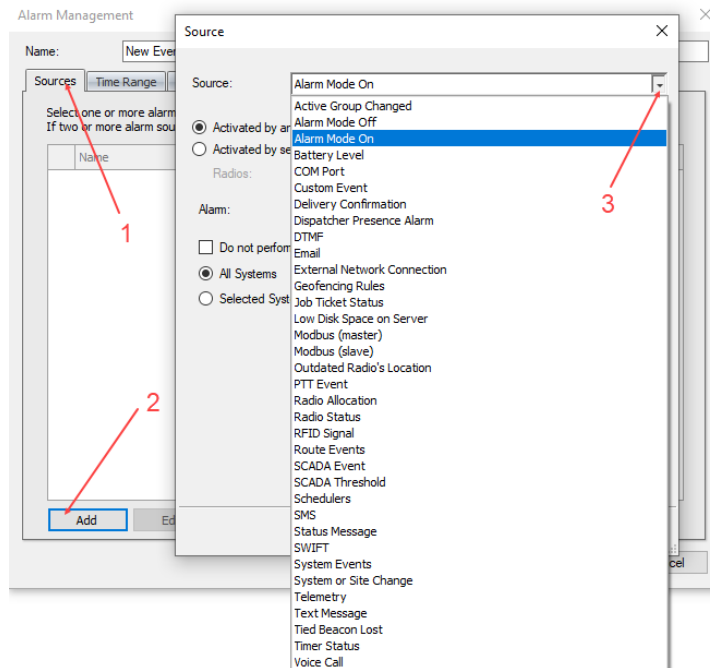 Alarm Management
Source
Name:
New Ever
Sources
Time Range
Source:
Alarm Mode On
Select one or more alarm
If two or more alarm sou
Name
Activated by ar
Activated by se
Radios:
Alarm:
Do not perform
All Systems
Selected Syst
Active Group Changed
Alarm Mode Off
Alarm Mode On
Battery Level
COM Port
Custom Event
Delivery Confirmation
Dispatcher Presence Alarm
DTMF
Email
External Network Connection
Geofencing Rules
Job Ticket Status
Low Disk Space on Server
Modbus (master)
Modbus (slave)
Outdated Radio's Location
PTT Event
Radio Allocation
Radio Status
RFID Signal
Route Events
SCADA Event
SCADA Threshold
Schedulers
SMS
Status Message
SWIFT
System Events
System or Site Change
Telemetry
Text Message
Tied Beacon Lost
Timer Status
Voice Call
1
2
3
Add
Ed
cel